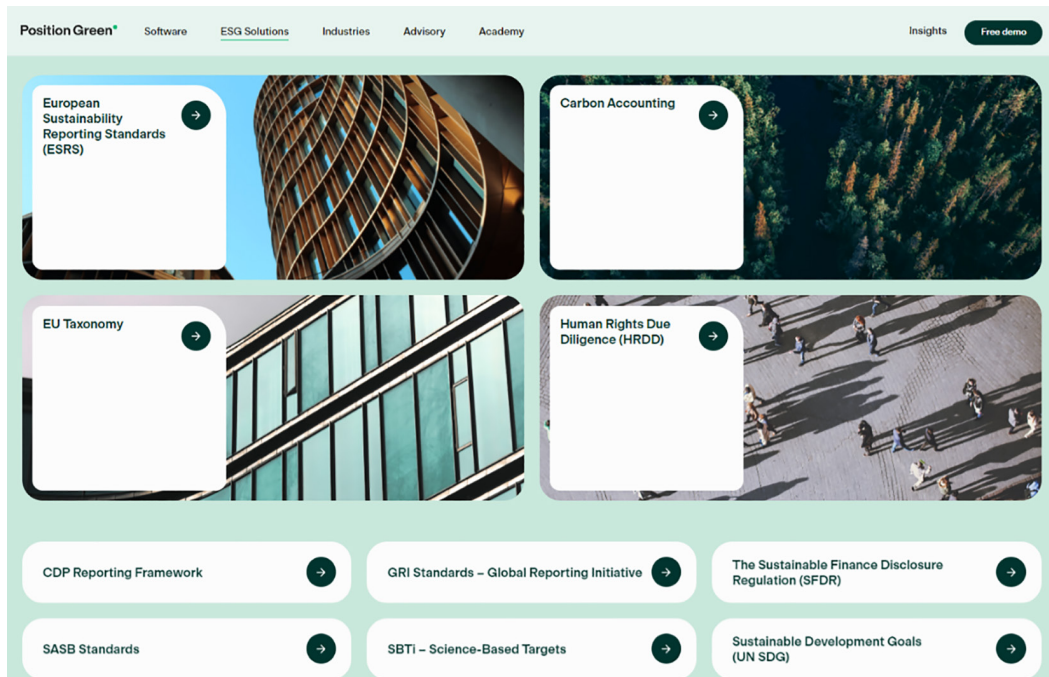 Position Green
Software
ESG Solutions
Industries
Advisory
Academy
Insights
Free demo
European
Sustainability
Reporting Standards
(ESRS)
Carbon Accounting
EU Taxonomy
Human Rights Due
Diligence (HRDD)
CDP Reporting Framework
GRI Standards – Global Reporting Initiative
The Sustainable Finance Disclosure
Regulation (SFDR)
SASB Standards
SBTi – Science-Based Targets
Sustainable Development Goals
(UN SDG)